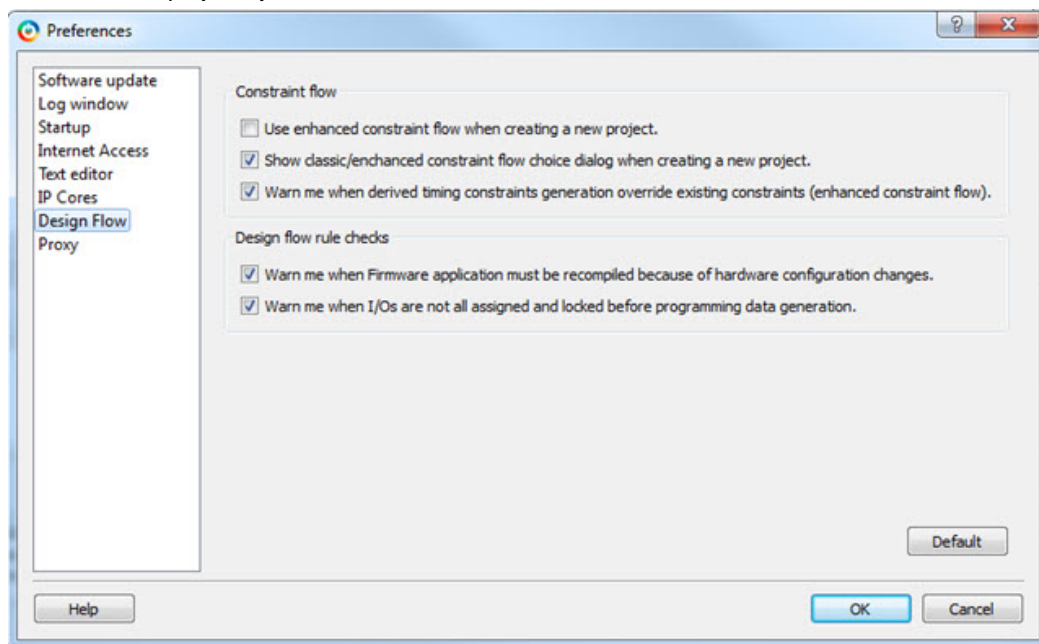 Preferences
Software update
Log window
Startup
Internet Access
Text editor
IP Cores
Design Flow
Proxy
Constraint flow
Use enhanced constraint flow when creating a new project.
Show classic/enchanced constraint flow choice dialog when creating a new project.
Warn me when derived timing constraints generation override existing constraints (enhanced constraint flow).
Design flow rule checks
Warn me when Firmware application must be recompiled because of hardware configuration changes.
Warn me when I/Os are not all assigned and locked before programming data generation.
Default
Help
OK
Cancel